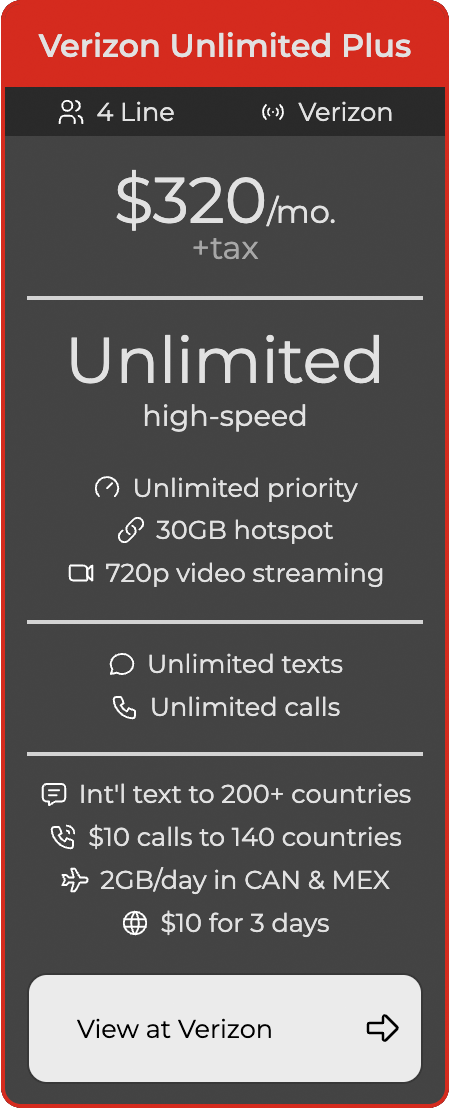 Verizon Unlimited Plus
4 Line Verizon
$320/mo.
+tax
Unlimited
high-speed
Unlimited priority
30GB hotspot
720p video streaming
Unlimited texts
Unlimited calls
Int'l text to 200+ countries
$10 calls to 140 countries
2GB/day in CAN & MEX
$10 for 3 days
View at Verizon